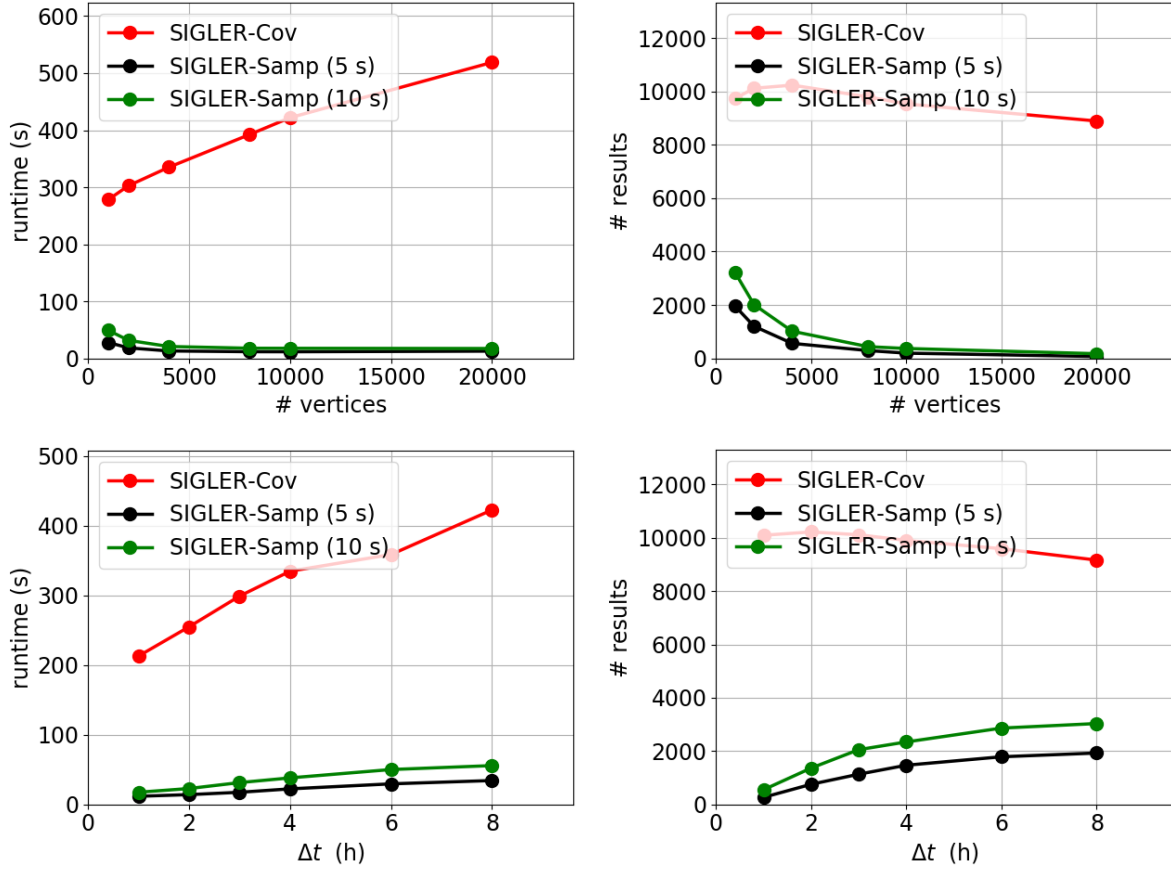 600
500
400
300
200
100
0
runtime (s)
SIGLER-Cov
SIGLER-Samp (5 s)
SIGLER-Samp (10 s)
0 5000 10000 15000 20000
# vertices
12000
10000
8000
6000
4000
2000
0
# results
SIGLER-Cov
SIGLER-Samp (5 s)
SIGLER-Samp (10 s)
0 5000 10000 15000 20000
# vertices
500
400
300
200
100
0
runtime (s)
SIGLER-Cov
SIGLER-Samp (5 s)
SIGLER-Samp (10 s)
0 2 4 6 8
Δt (h)
12000
10000
8000
6000
4000
2000
0
# results
SIGLER-Cov
SIGLER-Samp (5 s)
SIGLER-Samp (10 s)
0 2 4 6 8
Δt (h)